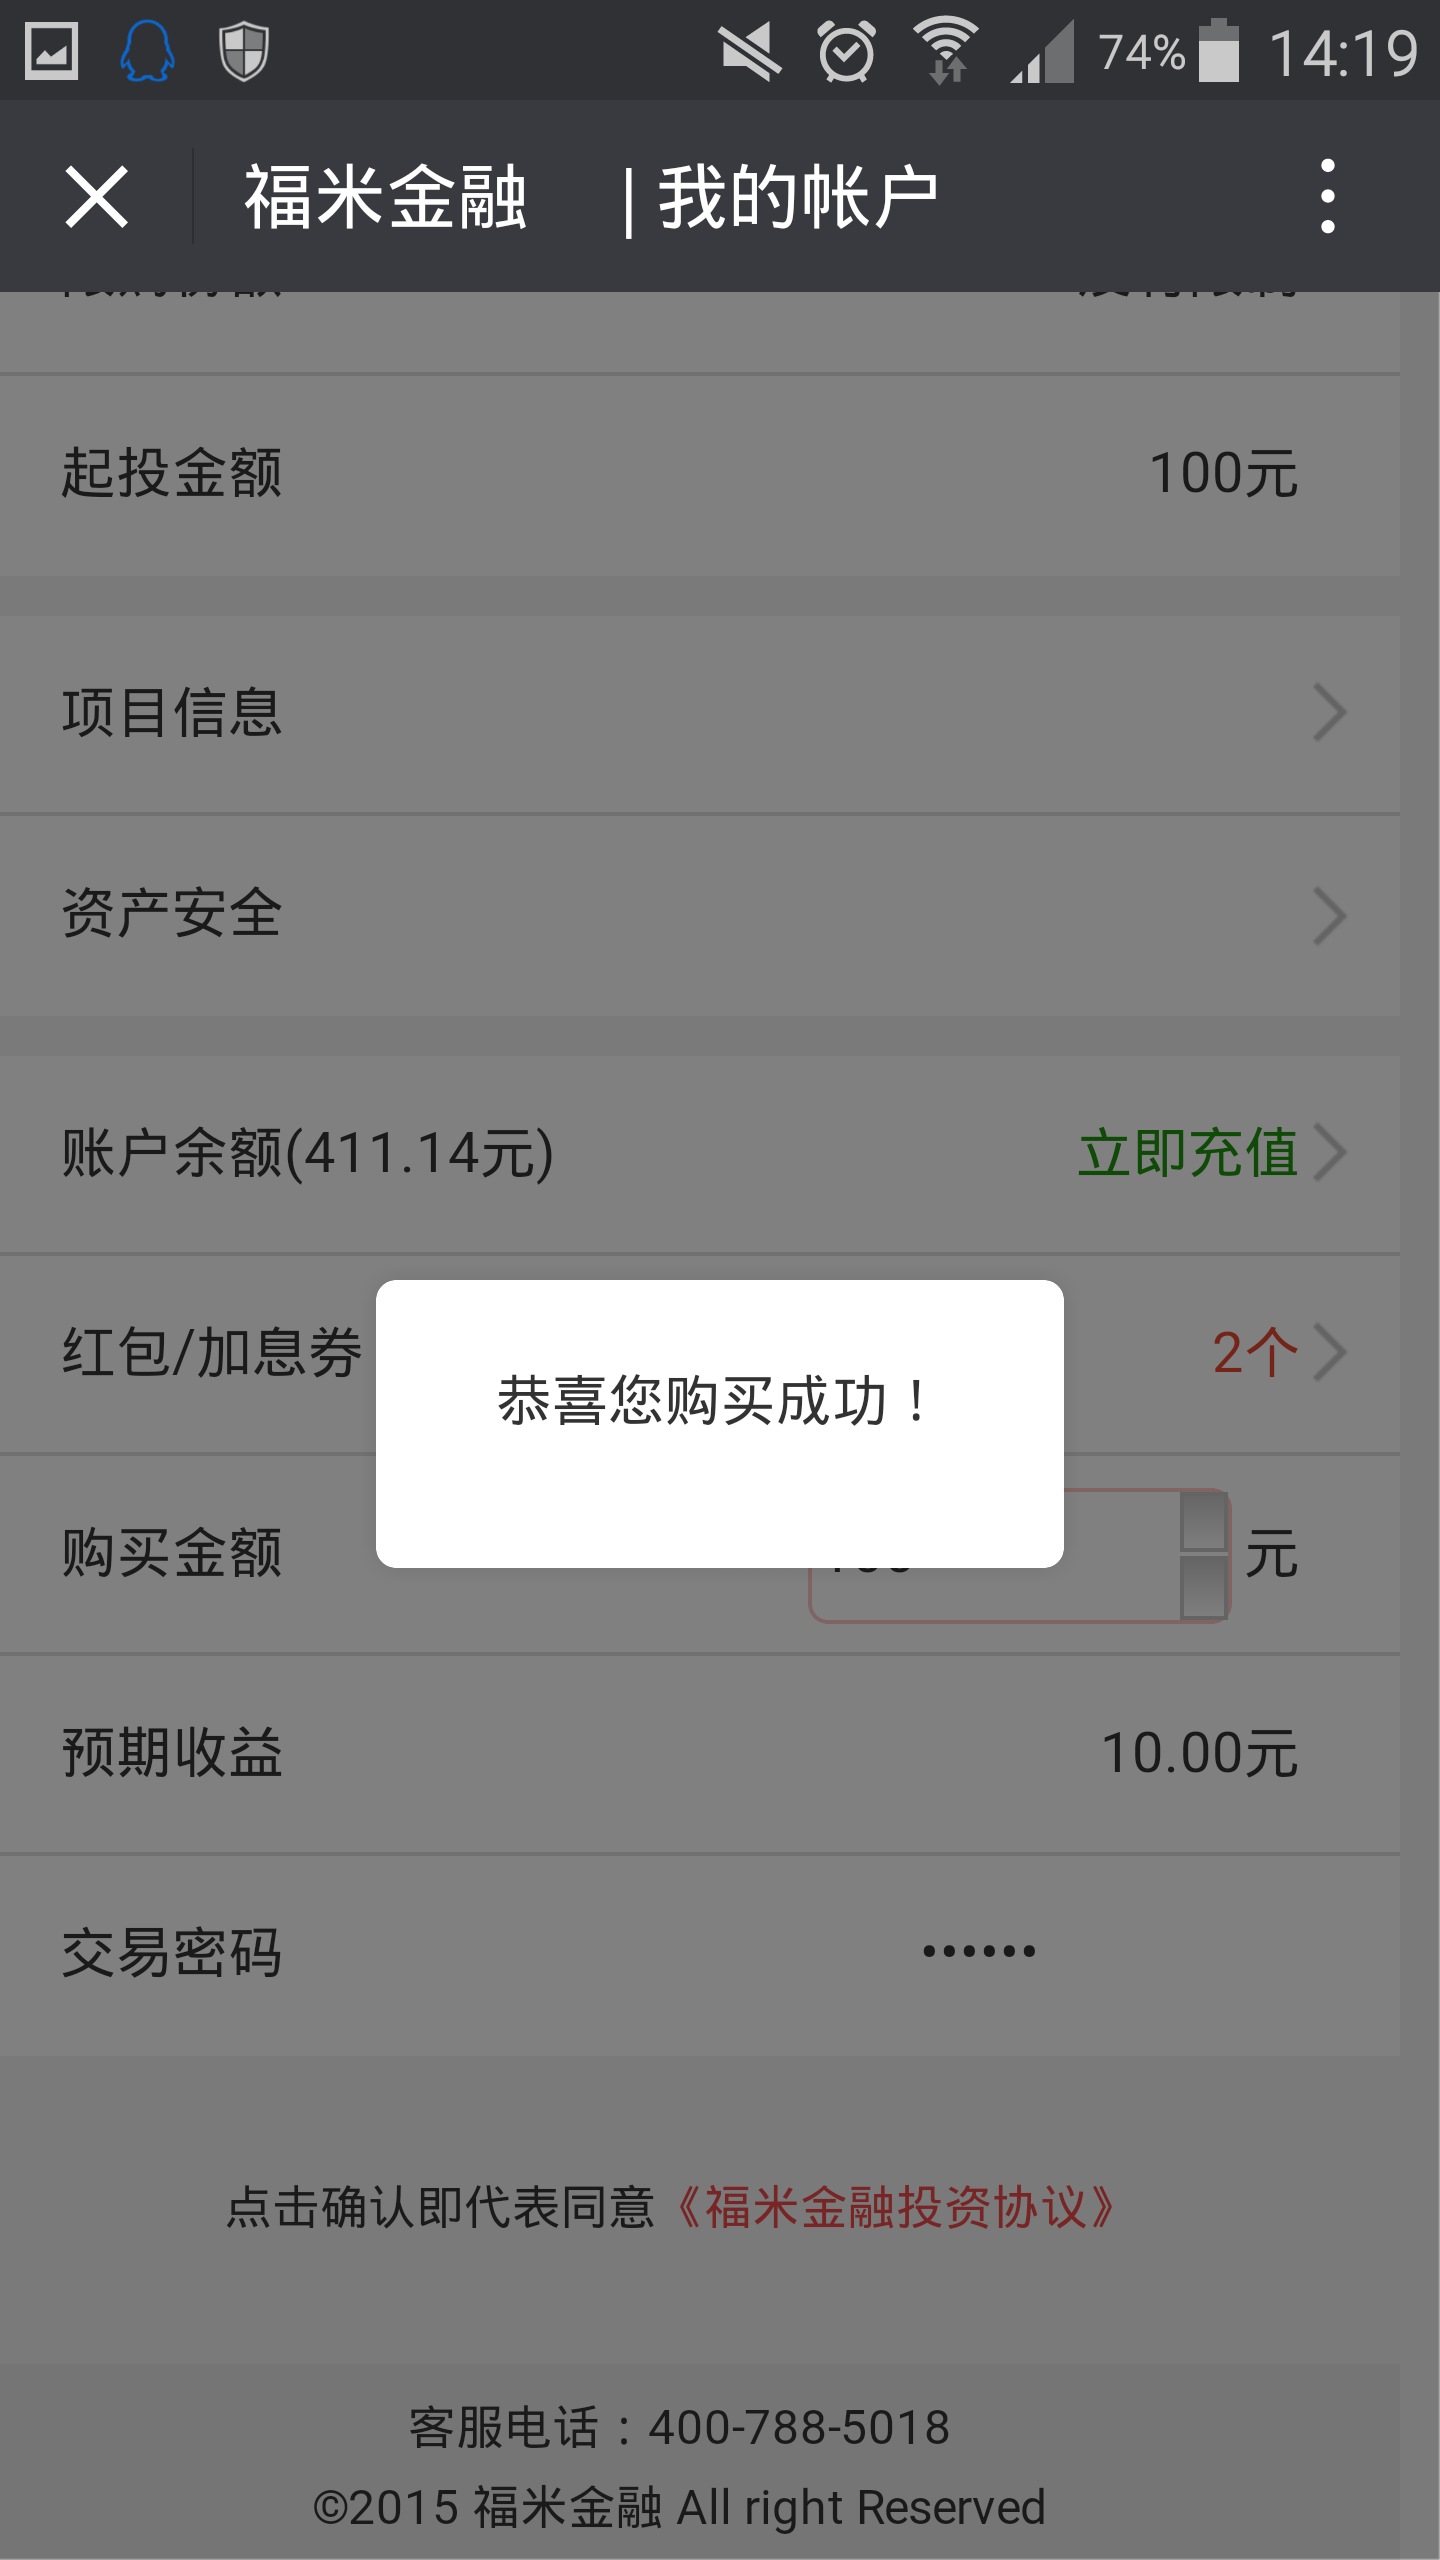 74% 14:19
福米金融 | 我的帐户
起投金额 100元
项目信息
资产安全
账户余额(411.14元) 立即充值
红包/加息券 2个
恭喜您购买成功！
购买金额 元
预期收益 10.00元
交易密码 ••••••
点击确认即代表同意《福米金融投资协议》
客服电话：400-788-5018
©2015 福米金融 All right Reserved